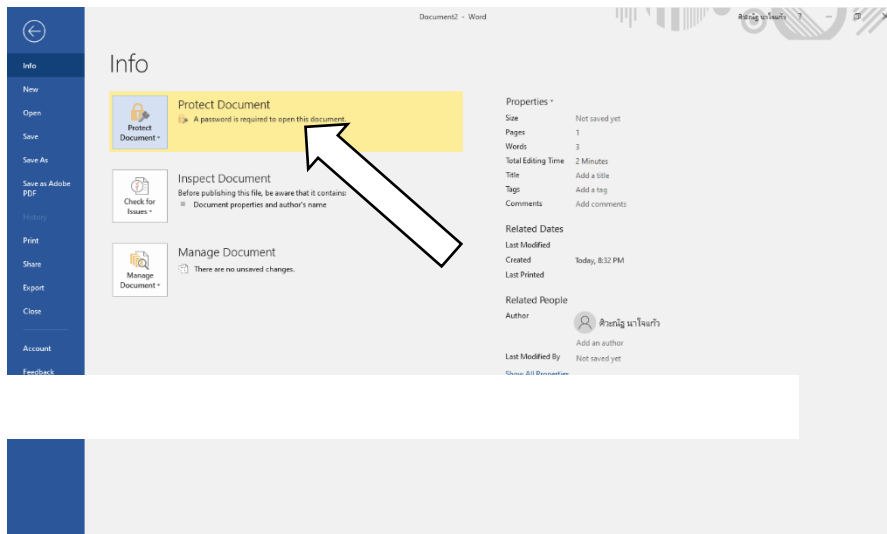 Document2 - Word
ศิวะณัฐ นาโจแก้ว ?
Info
Info
New
Open
Save
Save As
Save as Adobe
PDF
History
Print
Share
Export
Close
Account
Feedback
Protect
Document
Protect Document
A password is required to open this document.
Check for
Issues
Inspect Document
Before publishing this file, be aware that it contains:
Document properties and author's name
Manage
Document
Manage Document
There are no unsaved changes.
Properties
Size Not saved yet
Pages 1
Words 3
Total Editing Time 2 Minutes
Title Add a title
Tags Add a tag
Comments Add comments
Related Dates
Last Modified
Created Today, 8:32 PM
Last Printed
Related People
Author ศิวะณัฐ นาโจแก้ว
Add an author
Last Modified By Not saved yet
Show All Properties